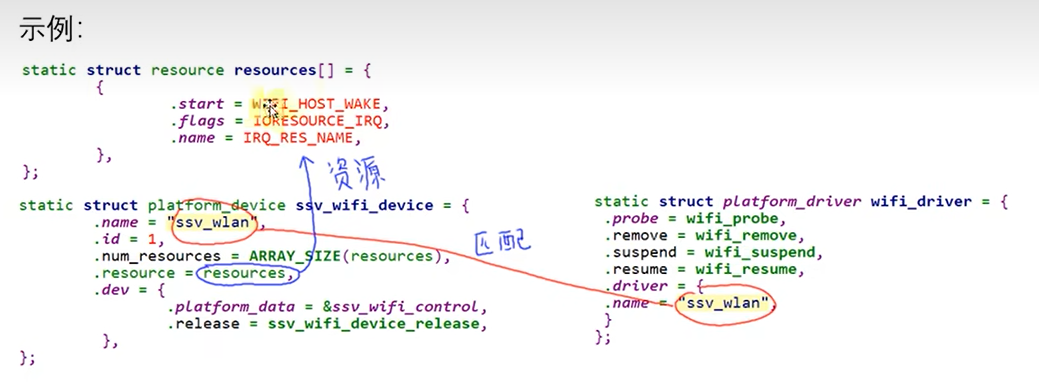 示例:
static struct resource resources[] = {
{
.start = WIFI_HOST_WAKE,
.flags = IORESOURCE_IRQ,
.name = IRQ_RES_NAME,
},
};
资源
static struct platform_device ssv_wifi_device = {
.name = "ssv_wlan",
.id = 1,
.num_resources = ARRAY_SIZE(resources),
.resource = resources,
.dev = {
.platform_data = &ssv_wifi_control,
.release = ssv_wifi_device_release,
},
};
匹配
static struct platform_driver wifi_driver = {
.probe = wifi_probe,
.remove = wifi_remove,
.suspend = wifi_suspend,
.resume = wifi_resume,
.driver = {
.name = "ssv_wlan",
}
};